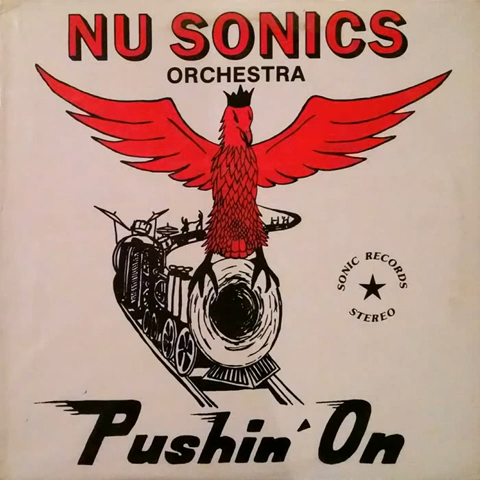 NU SONICS
ORCHESTRA
SONIC RECORDS
STEREO
Pushin' On